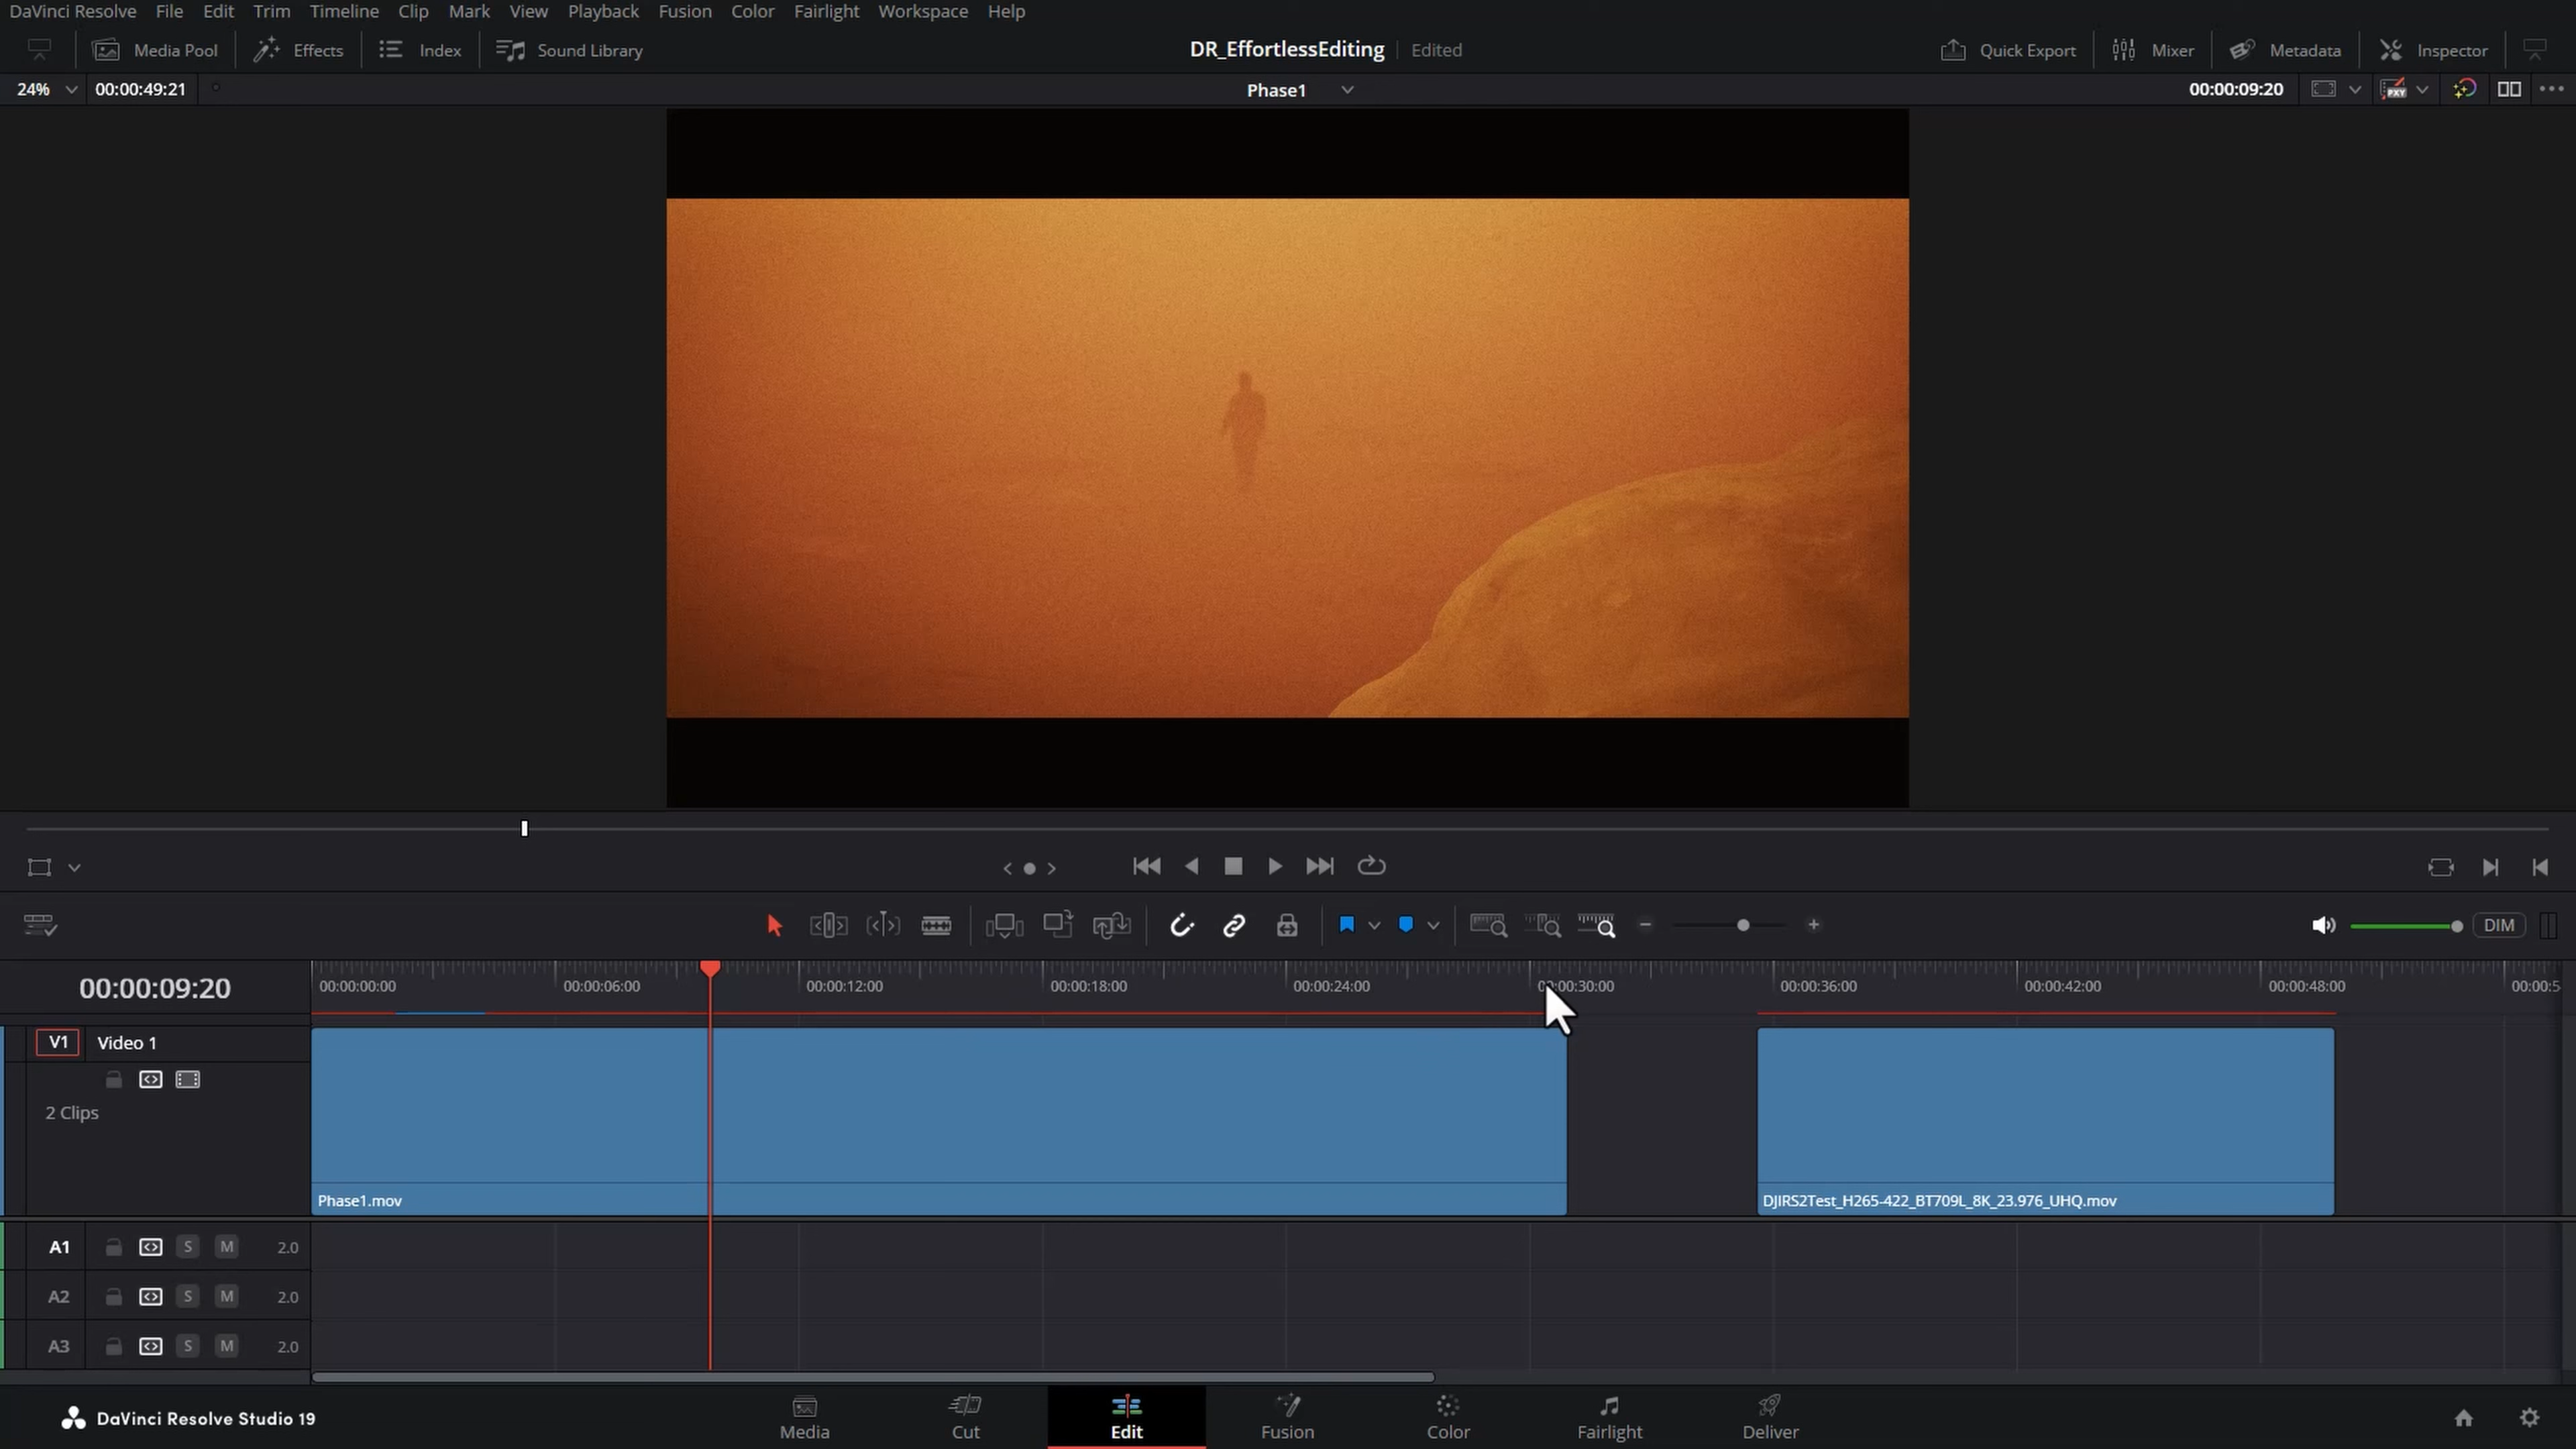 DaVinci Resolve File Edit Trim Timeline Clip Mark View Playback Fusion Color Fairlight Workspace Help
Media Pool Effects Index Sound Library DR_EffortlessEditing Edited Quick Export Mixer Metadata Inspector
24% 00:00:49:21 Phase1 00:00:09:20 PXY
DIM
00:00:09:20 00:00:00:00 00:00:06:00 00:00:12:00 00:00:18:00 00:00:24:00 00:00:30:00 00:00:36:00 00:00:42:00 00:00:48:00 00:00:5
V1 Video 1
2 Clips
Phase1.mov DJIRS2Test_H265-422_BT709L_8K_23.976_UHQ.mov
A1 S M 2.0
A2 S M 2.0
A3 S M 2.0
DaVinci Resolve Studio 19 Media Cut Edit Fusion Color Fairlight Deliver